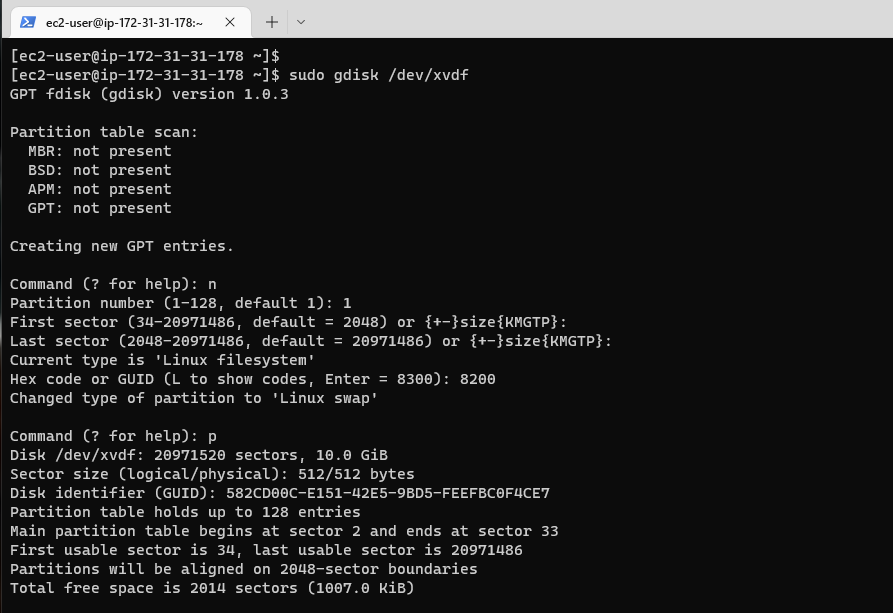 ec2-user@ip-172-31-31-178:~
[ec2-user@ip-172-31-31-178 ~]$
[ec2-user@ip-172-31-31-178 ~]$ sudo gdisk /dev/xvdf
GPT fdisk (gdisk) version 1.0.3
Partition table scan:
  MBR: not present
  BSD: not present
  APM: not present
  GPT: not present
Creating new GPT entries.
Command (? for help): n
Partition number (1-128, default 1): 1
First sector (34-20971486, default = 2048) or {+-}size{KMGTP}:
Last sector (2048-20971486, default = 20971486) or {+-}size{KMGTP}:
Current type is 'Linux filesystem'
Hex code or GUID (L to show codes, Enter = 8300): 8200
Changed type of partition to 'Linux swap'
Command (? for help): p
Disk /dev/xvdf: 20971520 sectors, 10.0 GiB
Sector size (logical/physical): 512/512 bytes
Disk identifier (GUID): 582CD00C-E151-42E5-9BD5-FEEFBC0F4CE7
Partition table holds up to 128 entries
Main partition table begins at sector 2 and ends at sector 33
First usable sector is 34, last usable sector is 20971486
Partitions will be aligned on 2048-sector boundaries
Total free space is 2014 sectors (1007.0 KiB)